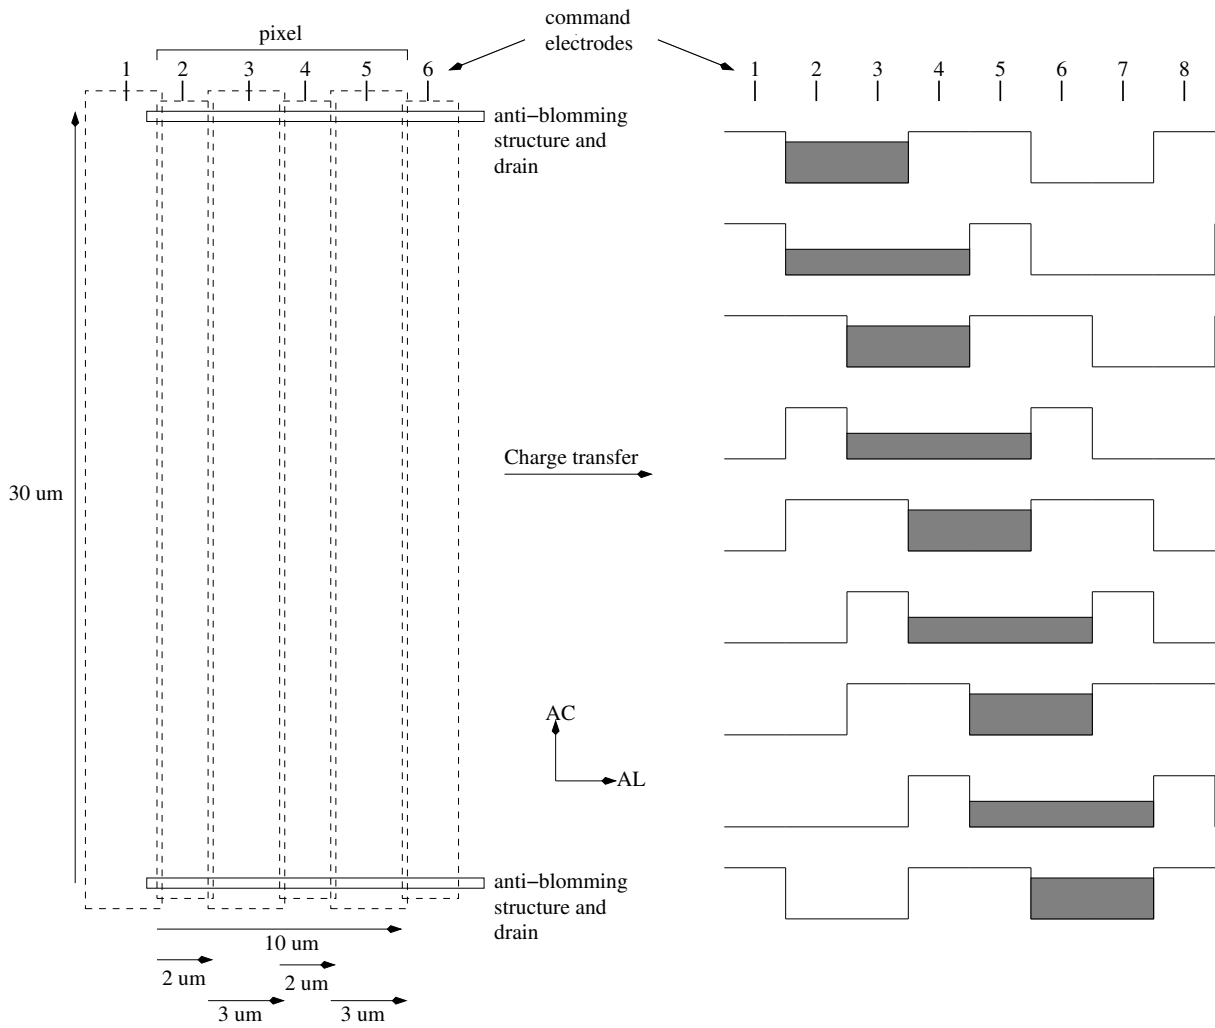 command
electrodes
pixel
1 2 3 4 5 6
1 2 3 4 5 6 7 8
anti−blomming
structure and
drain
Charge transfer
30 um
AC
AL
anti−blomming
structure and
drain
10 um
2 um
2 um
3 um
3 um